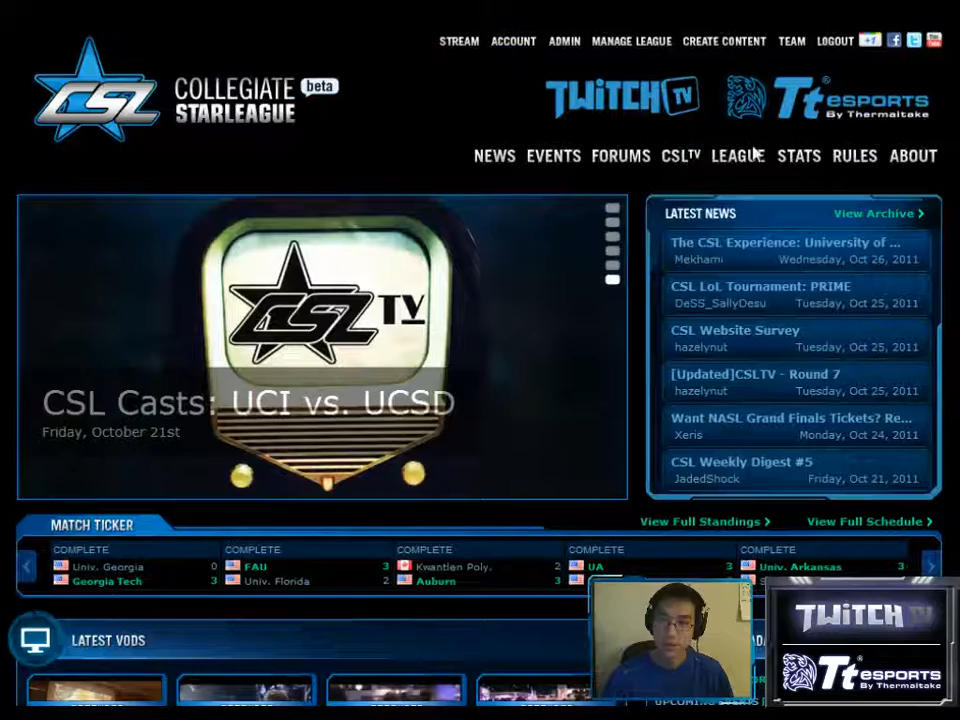 STREAM ACCOUNT ADMIN MANAGE LEAGUE CREATE CONTENT TEAM LOGOUT +1 You Tube
CSL COLLEGIATE STARLEAGUE beta
TWITCH TV
Tt ESPORTS
By Thermaltake
NEWS EVENTS FORUMS CSLTV LEAGUE STATS RULES ABOUT
CSL TV
CSL Casts: UCI vs. UCSD
Friday, October 21st
LATEST NEWS View Archive
The CSL Experience: University of ...
Mekhami Wednesday, Oct 26, 2011
CSL LoL Tournament: PRIME
DeSS_SallyDesu Tuesday, Oct 25, 2011
CSL Website Survey
hazelynut Tuesday, Oct 25, 2011
[Updated]CSLTV - Round 7
hazelynut Tuesday, Oct 25, 2011
Want NASL Grand Finals Tickets? Re...
Xeris Monday, Oct 24, 2011
CSL Weekly Digest #5
JadedShock Friday, Oct 21, 2011
MATCH TICKER View Full Standings View Full Schedule
COMPLETE COMPLETE COMPLETE COMPLETE COMPLETE
Univ. Georgia 0 FAU 3 Kwantlen Poly. 2 UA 3 Univ. Arkansas 3
Georgia Tech 3 Univ. Florida 2 Auburn 3
LATEST VODS
TWITCH TV
Tt ESPORTS
By Thermaltake